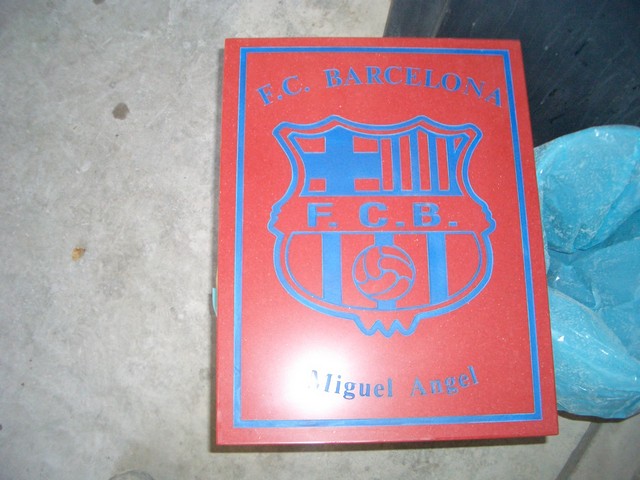 F.C. BARCELONA
F. C. B.
Miguel Angel